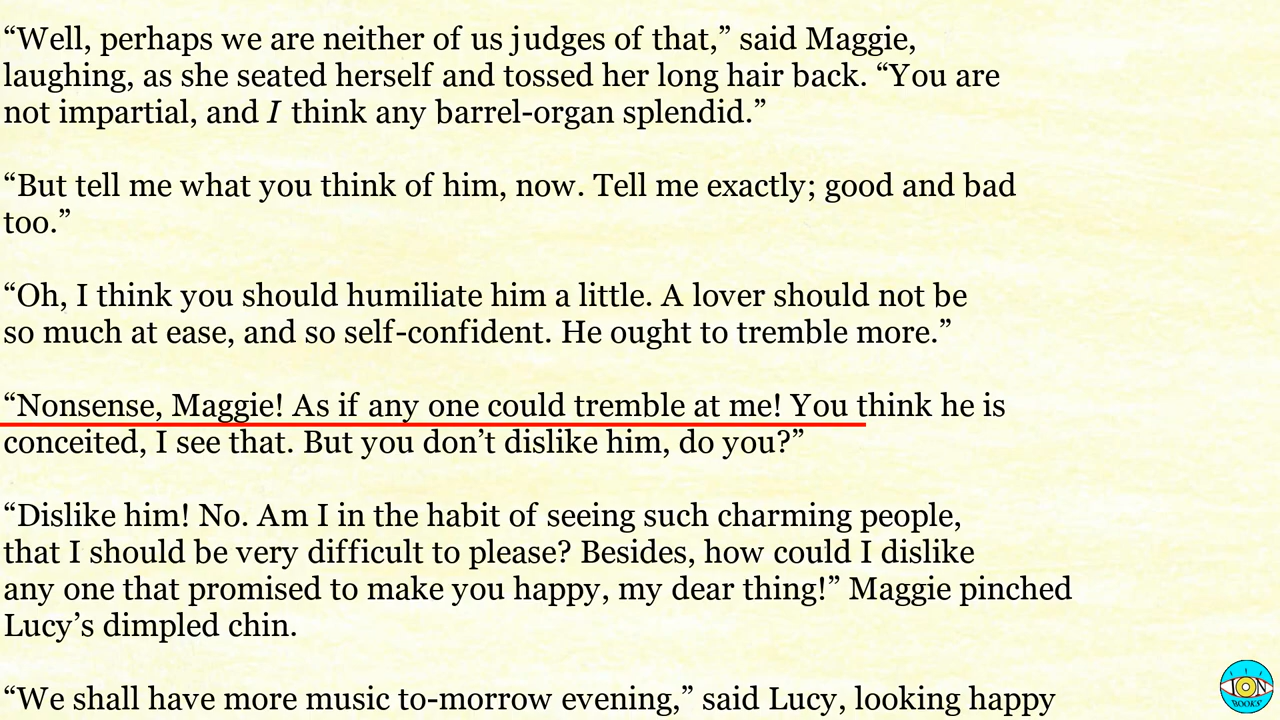 “Well, perhaps we are neither of us judges of that,” said Maggie,
laughing, as she seated herself and tossed her long hair back. “You are
not impartial, and I think any barrel-organ splendid.”
“But tell me what you think of him, now. Tell me exactly; good and bad
too.”
“Oh, I think you should humiliate him a little. A lover should not be
so much at ease, and so self-confident. He ought to tremble more.”
“Nonsense, Maggie! As if any one could tremble at me! You think he is
conceited, I see that. But you don’t dislike him, do you?”
“Dislike him! No. Am I in the habit of seeing such charming people,
that I should be very difficult to please? Besides, how could I dislike
any one that promised to make you happy, my dear thing!” Maggie pinched
Lucy’s dimpled chin.
“We shall have more music to-morrow evening,” said Lucy, looking happy
I
ION
BOOKS